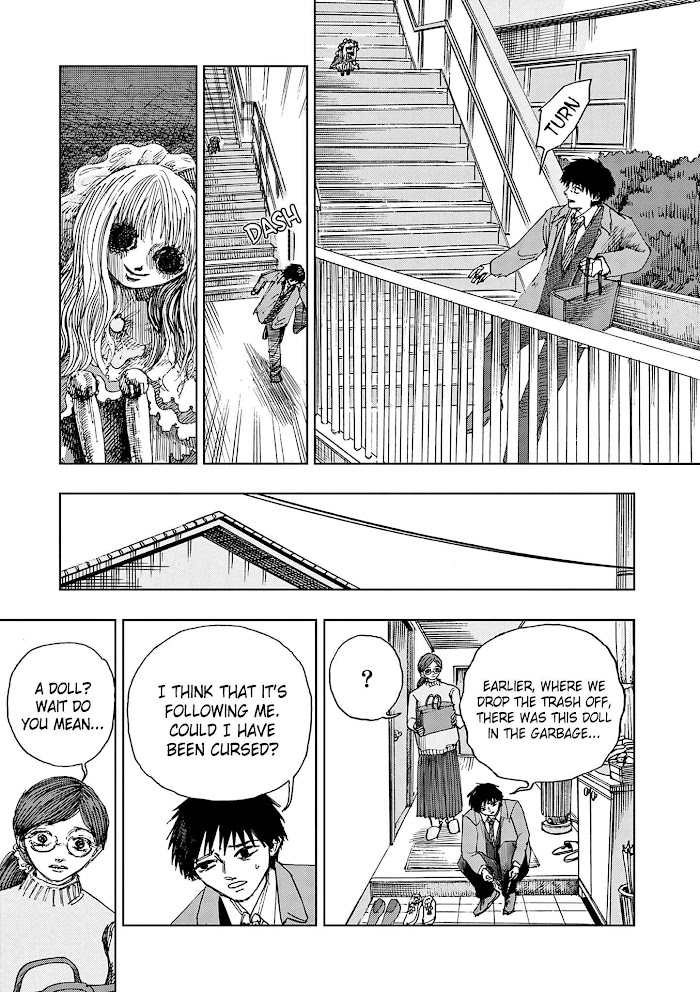 TURN
DASH
EARLIER, WHERE WE
DROP THE TRASH OFF,
THERE WAS THIS DOLL
IN THE GARBAGE...
?
I THINK THAT IT'S
FOLLOWING ME.
COULD I HAVE
BEEN CURSED?
A DOLL?
WAIT DO
YOU MEAN...